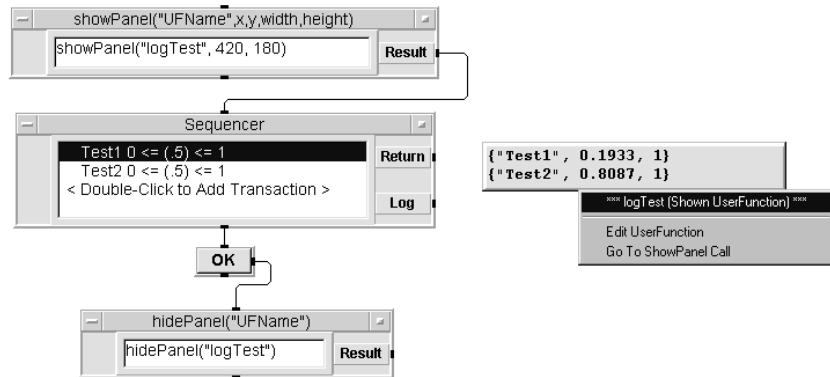 showPanel("UFName",x,y,width,height)
showPanel("logTest", 420, 180)
Result
Sequencer
Test1 0 <= (.5) <= 1
Test2 0 <= (.5) <= 1
< Double-Click to Add Transaction >
Return
Log
{"Test1", 0.1933, 1}
{"Test2", 0.8087, 1}
*** logTest (Shown UserFunction) ***
Edit UserFunction
Go To ShowPanel Call
OK
hidePanel("UFName")
hidePanel("logTest")
Result